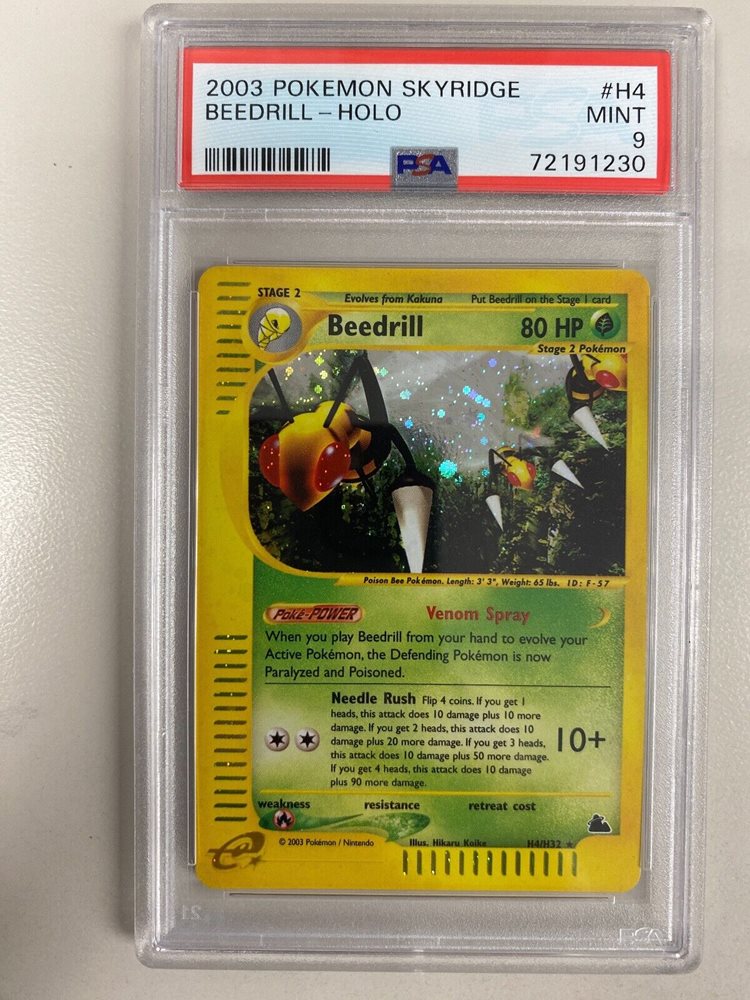 2003 POKEMON SKYRIDGE #H4
BEEDRILL – HOLO MINT
9
PSA 72191230
STAGE 2 Evolves from Kakuna Put Beedrill on the Stage 1 card
Beedrill 80 HP
Stage 2 Pokémon
Poison Bee Pokémon. Length: 3' 3", Weight: 65 lbs. ID: F-57
Poké-POWER Venom Spray
When you play Beedrill from your hand to evolve your
Active Pokémon, the Defending Pokémon is now
Paralyzed and Poisoned.
Needle Rush Flip 4 coins. If you get 1
heads, this attack does 10 damage plus 10 more
damage. If you get 2 heads, this attack does 10
damage plus 20 more damage. If you get 3 heads,
this attack does 10 damage plus 50 more damage.
If you get 4 heads, this attack does 10 damage
plus 90 more damage.
10+
weakness resistance retreat cost
e
© 2003 Pokémon / Nintendo Illus. Hikaru Koike H4/H32 ★
PSA